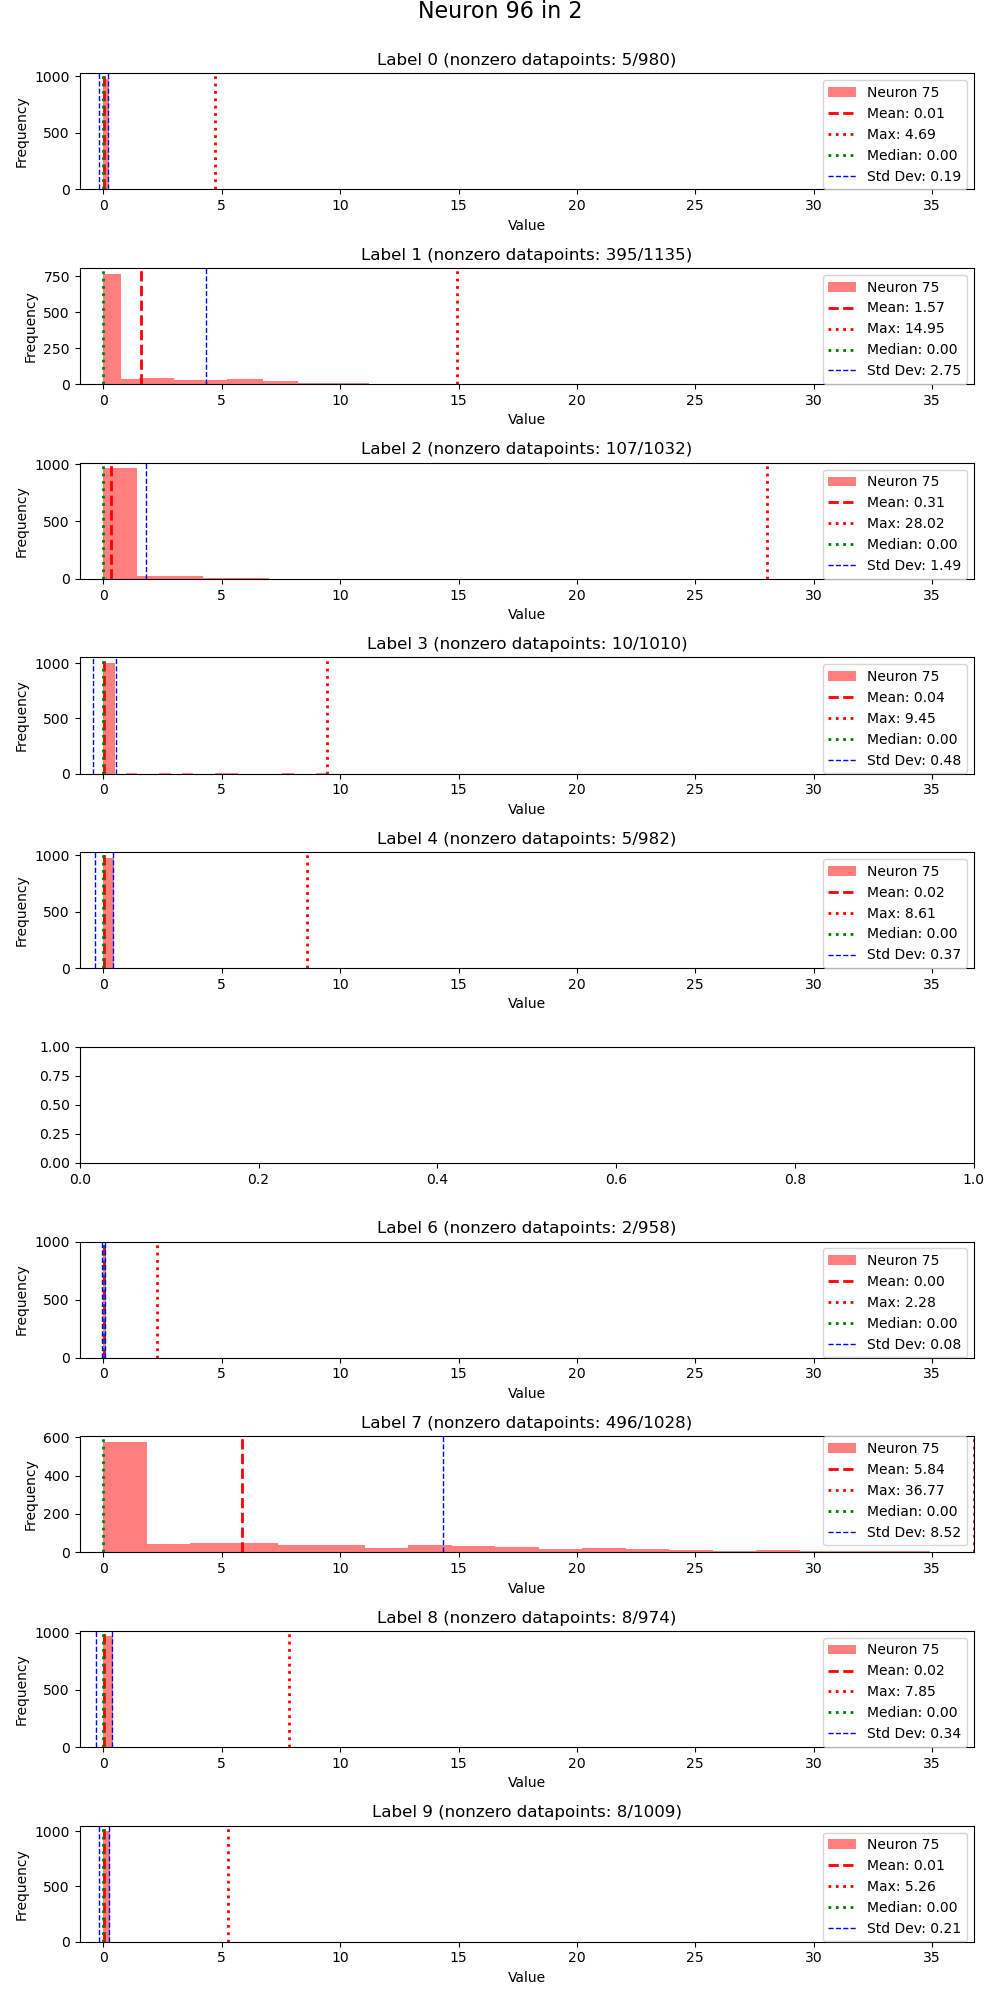 Neuron 96 in 2
Label 0 (nonzero datapoints: 5/980)
1000
500
0
Frequency
Neuron 75
Mean: 0.01
Max: 4.69
Median: 0.00
Std Dev: 0.19
0 5 10 15 20 25 30 35
Value
Label 1 (nonzero datapoints: 395/1135)
750
500
250
0
Frequency
Neuron 75
Mean: 1.57
Max: 14.95
Median: 0.00
Std Dev: 2.75
0 5 10 15 20 25 30 35
Value
Label 2 (nonzero datapoints: 107/1032)
1000
500
0
Frequency
Neuron 75
Mean: 0.31
Max: 28.02
Median: 0.00
Std Dev: 1.49
0 5 10 15 20 25 30 35
Value
Label 3 (nonzero datapoints: 10/1010)
1000
500
0
Frequency
Neuron 75
Mean: 0.04
Max: 9.45
Median: 0.00
Std Dev: 0.48
0 5 10 15 20 25 30 35
Value
Label 4 (nonzero datapoints: 5/982)
1000
500
0
Frequency
Neuron 75
Mean: 0.02
Max: 8.61
Median: 0.00
Std Dev: 0.37
0 5 10 15 20 25 30 35
Value
1.00
0.75
0.50
0.25
0.00
0.0 0.2 0.4 0.6 0.8 1.0
Label 6 (nonzero datapoints: 2/958)
1000
500
0
Frequency
Neuron 75
Mean: 0.00
Max: 2.28
Median: 0.00
Std Dev: 0.08
0 5 10 15 20 25 30 35
Value
Label 7 (nonzero datapoints: 496/1028)
600
400
200
0
Frequency
Neuron 75
Mean: 5.84
Max: 36.77
Median: 0.00
Std Dev: 8.52
0 5 10 15 20 25 30 35
Value
Label 8 (nonzero datapoints: 8/974)
1000
500
0
Frequency
Neuron 75
Mean: 0.02
Max: 7.85
Median: 0.00
Std Dev: 0.34
0 5 10 15 20 25 30 35
Value
Label 9 (nonzero datapoints: 8/1009)
1000
500
0
Frequency
Neuron 75
Mean: 0.01
Max: 5.26
Median: 0.00
Std Dev: 0.21
0 5 10 15 20 25 30 35
Value